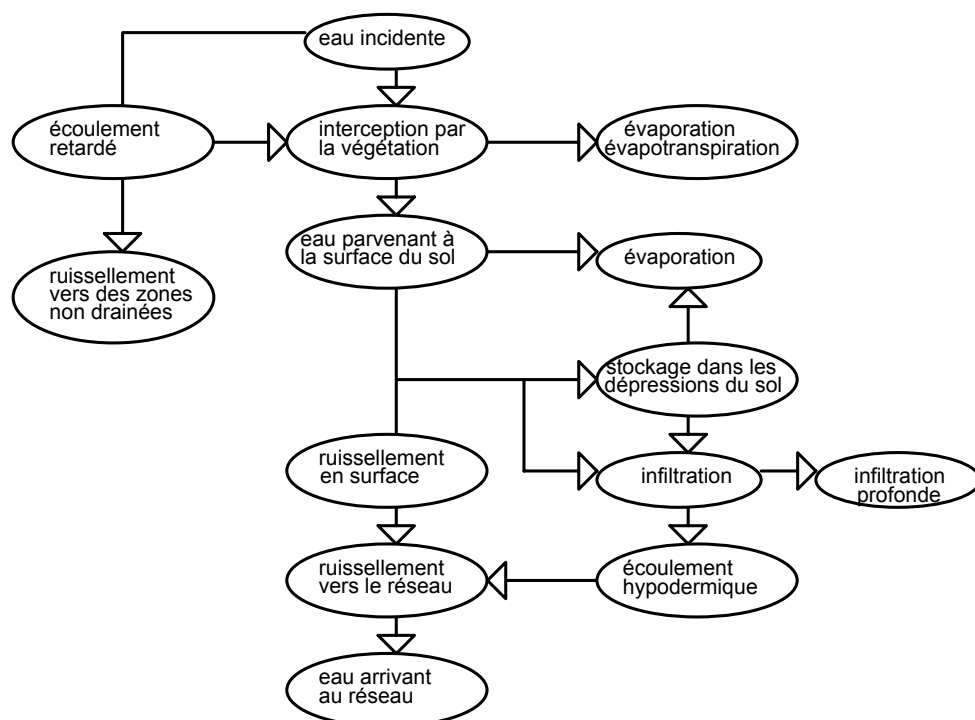 eau incidente
écoulement
retardé
interception par
la végétation
évaporation
évapotranspiration
eau parvenant à
la surface du sol
évaporation
ruissellement
vers des zones
non drainées
stockage dans les
dépressions du sol
ruissellement
en surface
infiltration
infiltration
profonde
ruissellement
vers le réseau
écoulement
hypodermique
eau arrivant
au réseau